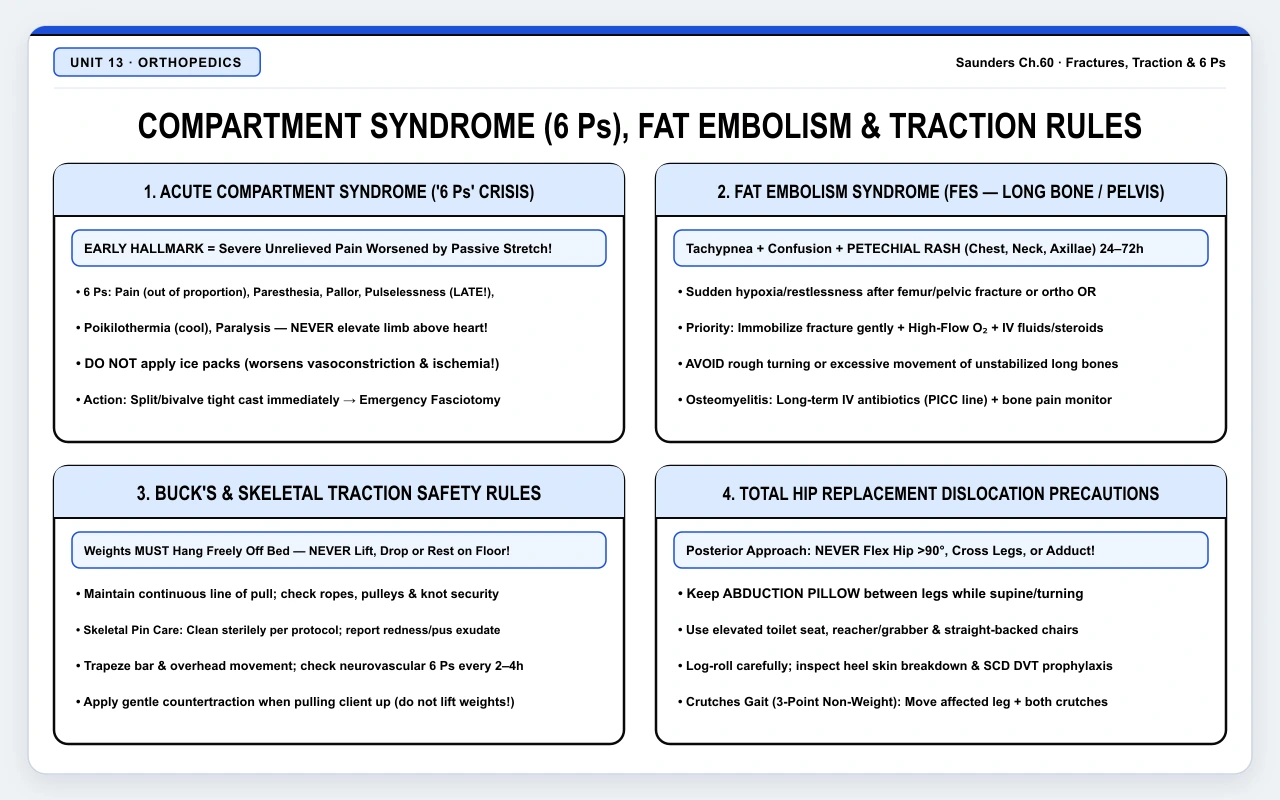 UNIT 13 · ORTHOPEDICS
Saunders Ch.60 · Fractures, Traction & 6 Ps
COMPARTMENT SYNDROME (6 Ps), FAT EMBOLISM & TRACTION RULES
1. ACUTE COMPARTMENT SYNDROME ('6 Ps' CRISIS)
EARLY HALLMARK = Severe Unrelieved Pain Worsened by Passive Stretch!
• 6 Ps: Pain (out of proportion), Paresthesia, Pallor, Pulselessness (LATE!),
• Poikilothermia (cool), Paralysis — NEVER elevate limb above heart!
• DO NOT apply ice packs (worsens vasoconstriction & ischemia!)
• Action: Split/bivalve tight cast immediately → Emergency Fasciotomy
2. FAT EMBOLISM SYNDROME (FES — LONG BONE / PELVIS)
Tachypnea + Confusion + PETECHIAL RASH (Chest, Neck, Axillae) 24–72h
• Sudden hypoxia/restlessness after femur/pelvic fracture or ortho OR
• Priority: Immobilize fracture gently + High-Flow O₂ + IV fluids/steroids
• AVOID rough turning or excessive movement of unstabilized long bones
• Osteomyelitis: Long-term IV antibiotics (PICC line) + bone pain monitor
3. BUCK'S & SKELETAL TRACTION SAFETY RULES
Weights MUST Hang Freely Off Bed — NEVER Lift, Drop or Rest on Floor!
• Maintain continuous line of pull; check ropes, pulleys & knot security
• Skeletal Pin Care: Clean sterilely per protocol; report redness/pus exudate
• Trapeze bar & overhead movement; check neurovascular 6 Ps every 2–4h
• Apply gentle countertraction when pulling client up (do not lift weights!)
4. TOTAL HIP REPLACEMENT DISLOCATION PRECAUTIONS
Posterior Approach: NEVER Flex Hip >90°, Cross Legs, or Adduct!
• Keep ABDUCTION PILLOW between legs while supine/turning
• Use elevated toilet seat, reacher/grabber & straight-backed chairs
• Log-roll carefully; inspect heel skin breakdown & SCD DVT prophylaxis
• Crutches Gait (3-Point Non-Weight): Move affected leg + both crutches